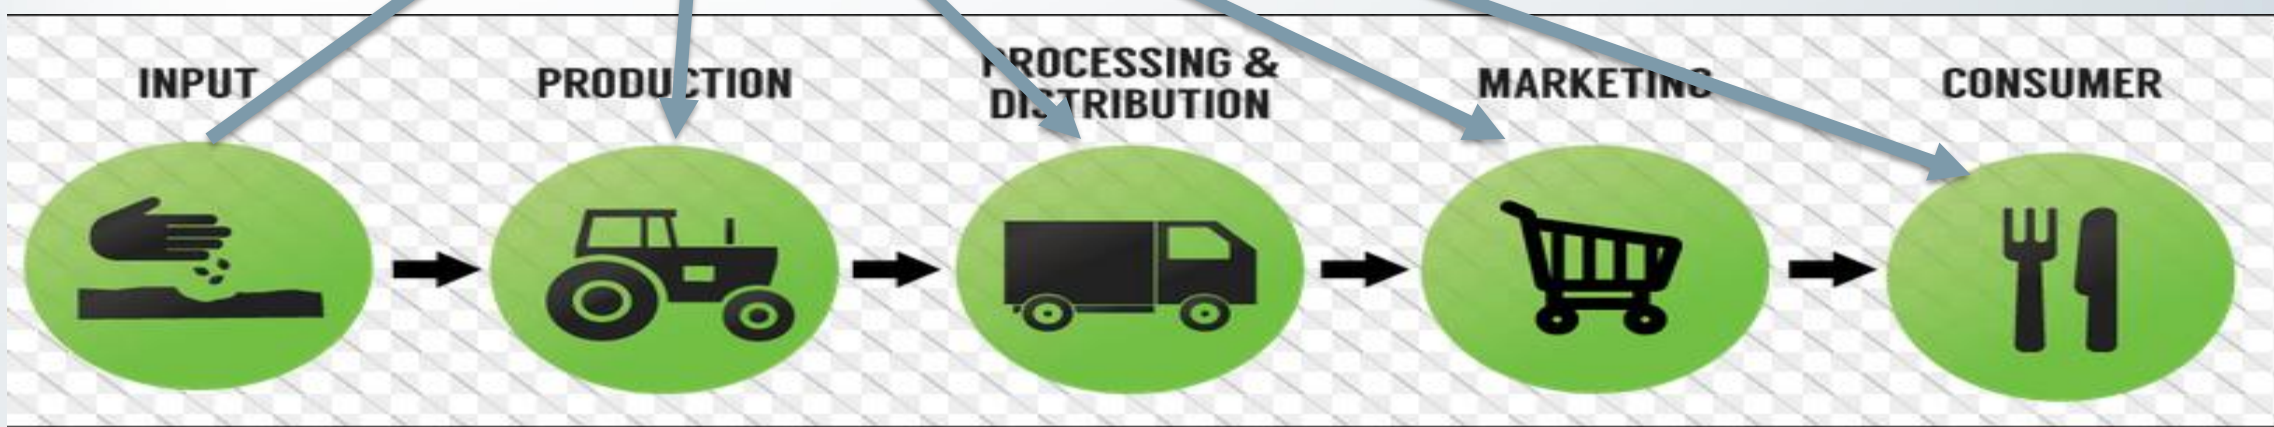 INPUT
PRODUCTION
PROCESSING &
DISTRIBUTION
MARKETING
CONSUMER